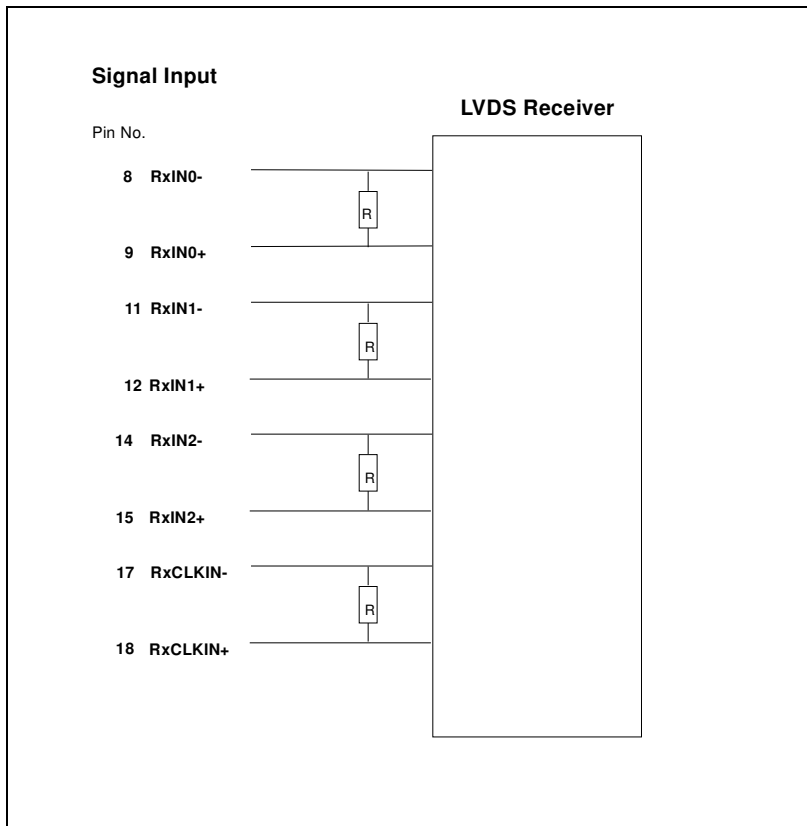 Signal Input
LVDS Receiver
Pin No.
8 RxIN0-
R
9 RxIN0+
11 RxIN1-
R
12 RxIN1+
14 RxIN2-
R
15 RxIN2+
17 RxCLKIN-
R
18 RxCLKIN+